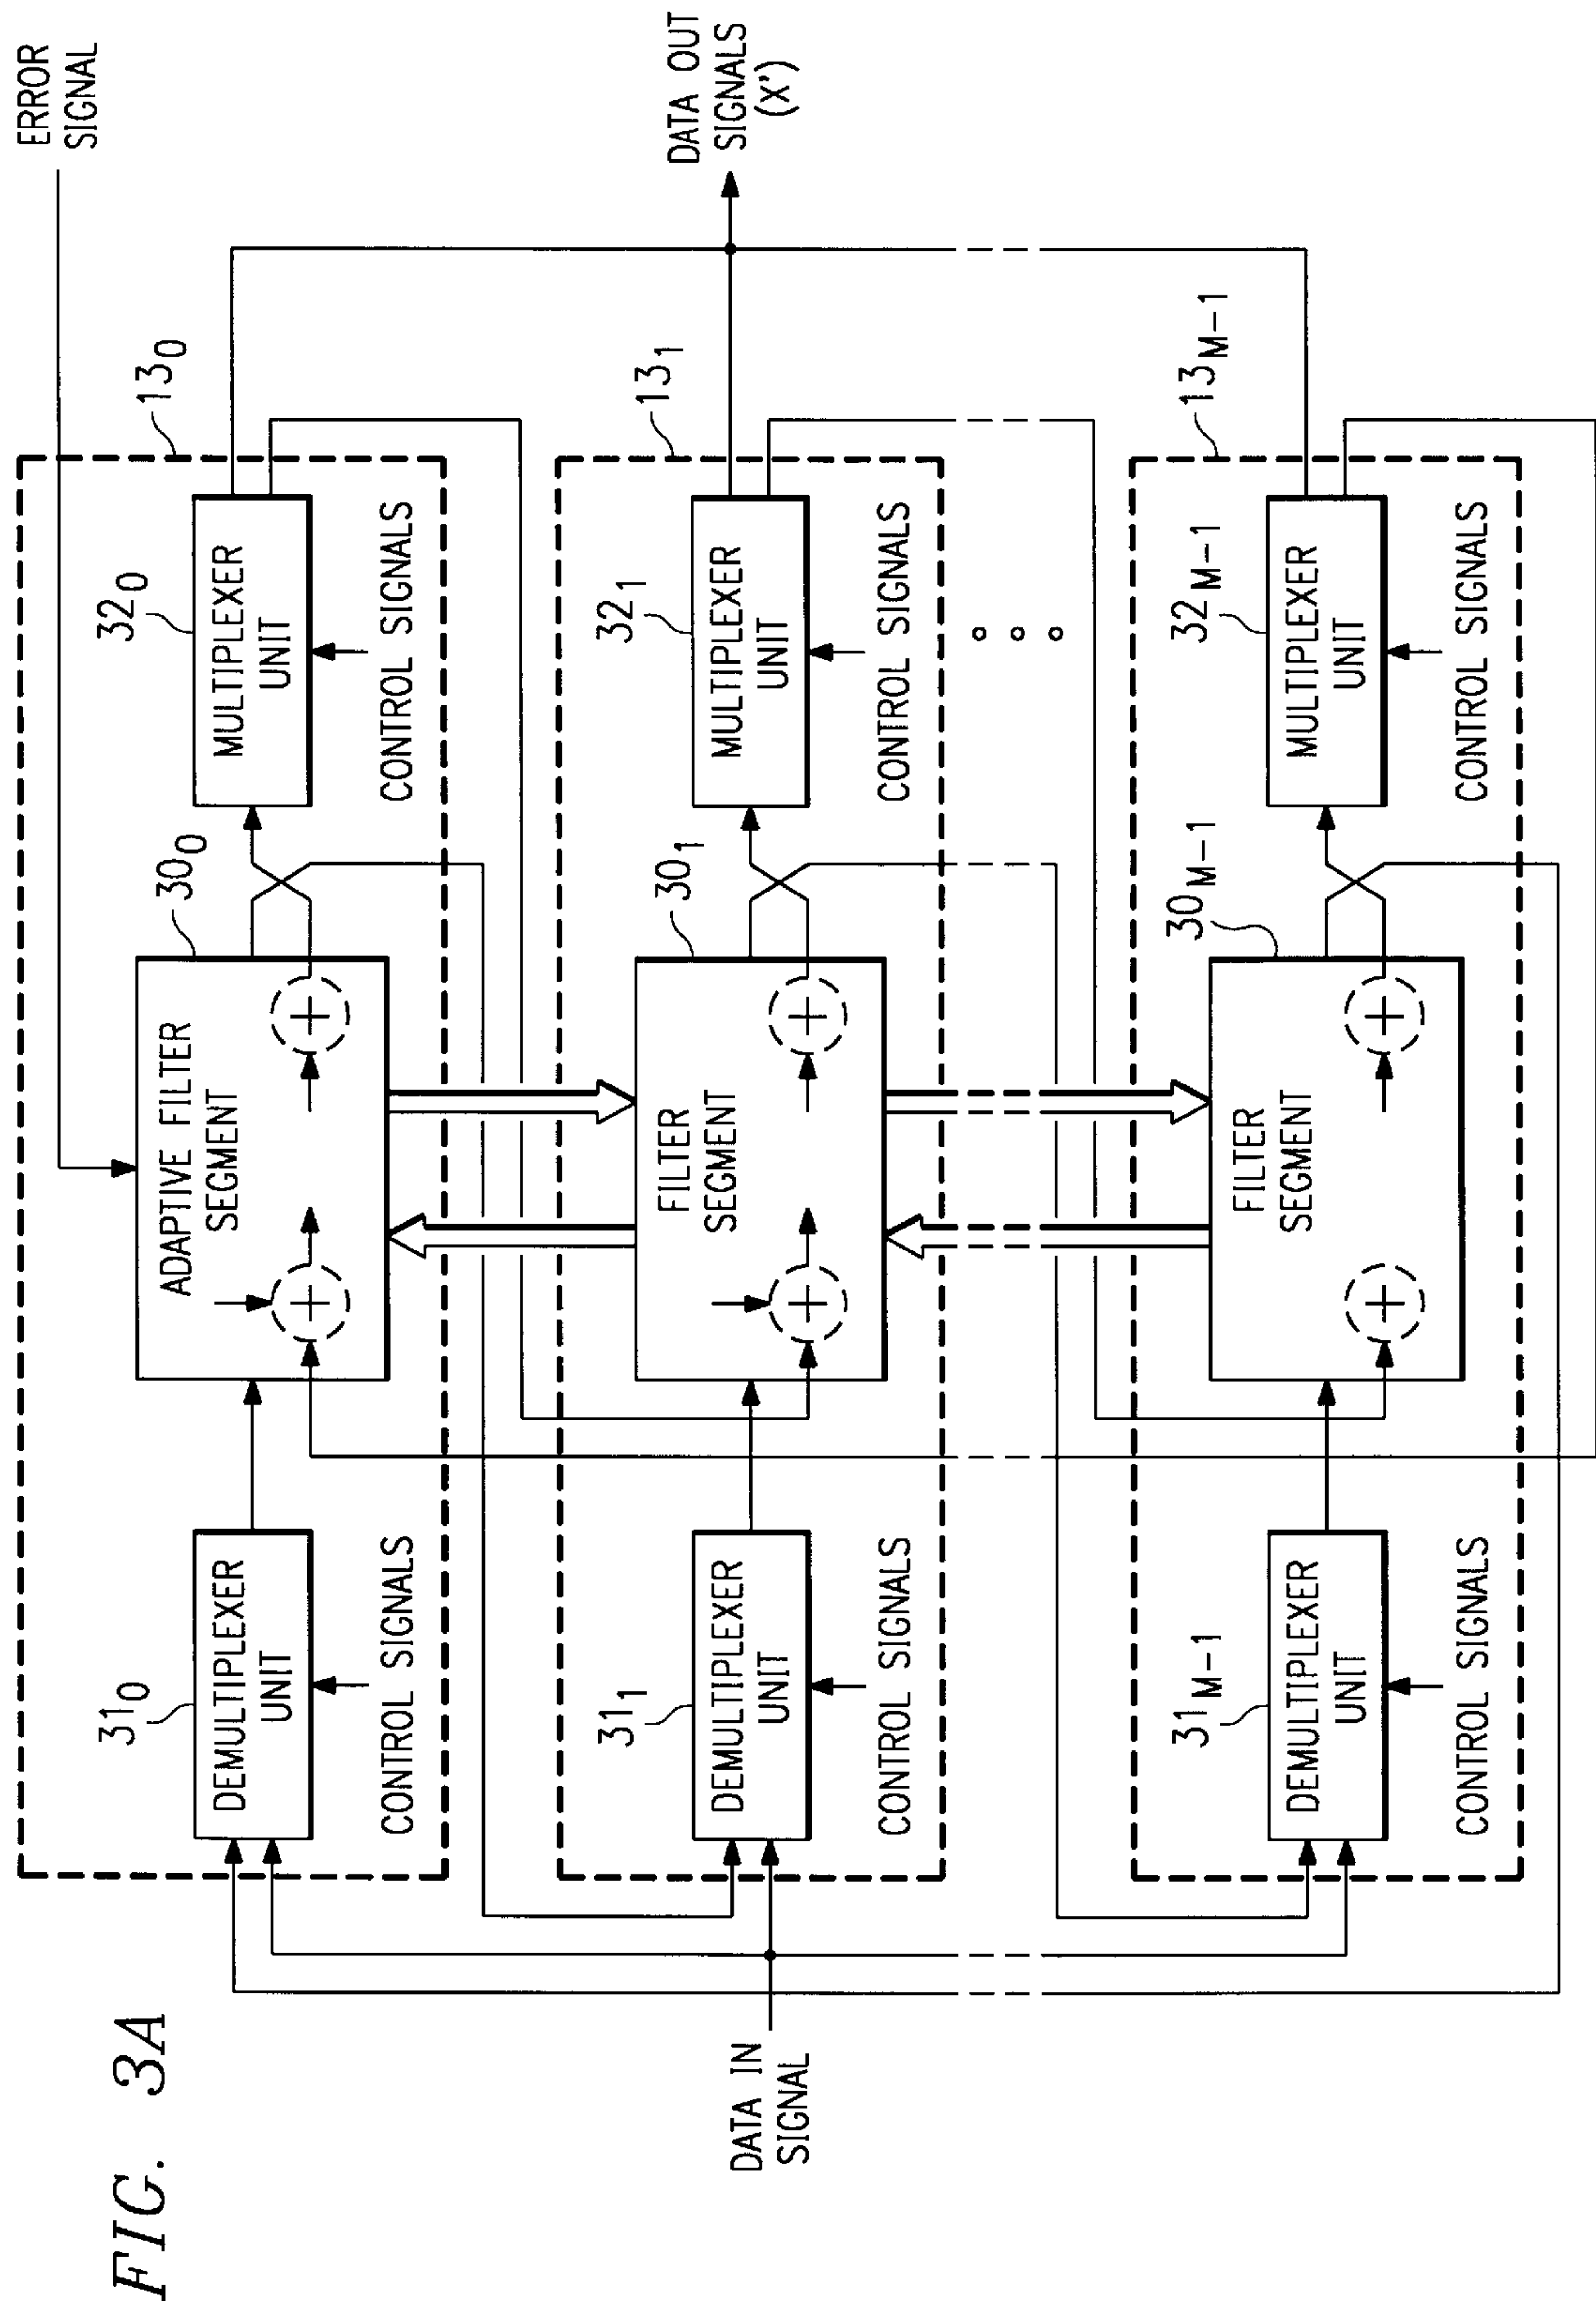 FIG. 3A
ERROR
SIGNAL
13₀
31₀
DEMULTIPLEXER
UNIT
CONTROL SIGNALS
30₀
ADAPTIVE FILTER
SEGMENT
32₀
MULTIPLEXER
UNIT
CONTROL SIGNALS
DATA IN
SIGNAL
13₁
31₁
DEMULTIPLEXER
UNIT
CONTROL SIGNALS
30₁
FILTER
SEGMENT
32₁
MULTIPLEXER
UNIT
CONTROL SIGNALS
DATA OUT
SIGNALS
(X')
13M-1
31M-1
DEMULTIPLEXER
UNIT
CONTROL SIGNALS
30M-1
FILTER
SEGMENT
32M-1
MULTIPLEXER
UNIT
CONTROL SIGNALS